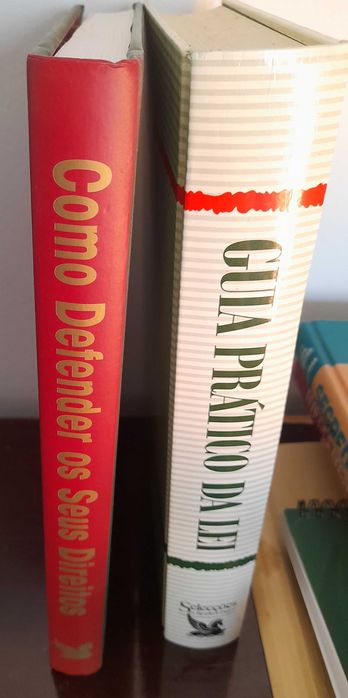 Como Defender os Seus Direitos
GUIA PRÁTICO DA LEI
Selecções